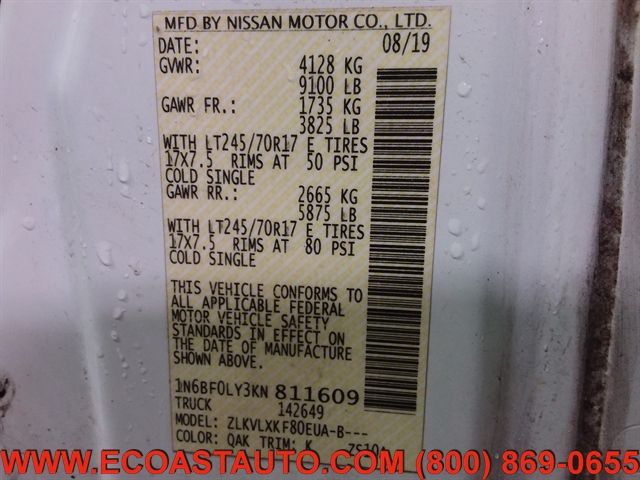 MFD BY NISSAN MOTOR CO., LTD.
DATE: 08/19
GVWR: 4128 KG
9100 LB
GAWR FR.: 1735 KG
3825 LB
WITH LT245/70R17 E TIRES
17X7.5 RIMS AT 50 PSI
COLD SINGLE
GAWR RR.: 2665 KG
5875 LB
WITH LT245/70R17 E TIRES
17X7.5 RIMS AT 80 PSI
COLD SINGLE
THIS VEHICLE CONFORMS TO
ALL APPLICABLE FEDERAL
MOTOR VEHICLE SAFETY
STANDARDS IN EFFECT ON
THE DATE OF MANUFACTURE
SHOWN ABOVE.
1N6BF0LY3KN 811609
TRUCK 142649
MODEL: ZLKVLXKF80EUA-B---
COLOR: QAK TRIM: K
WWW.ECOASTAUTO.COM (800) 869-0655